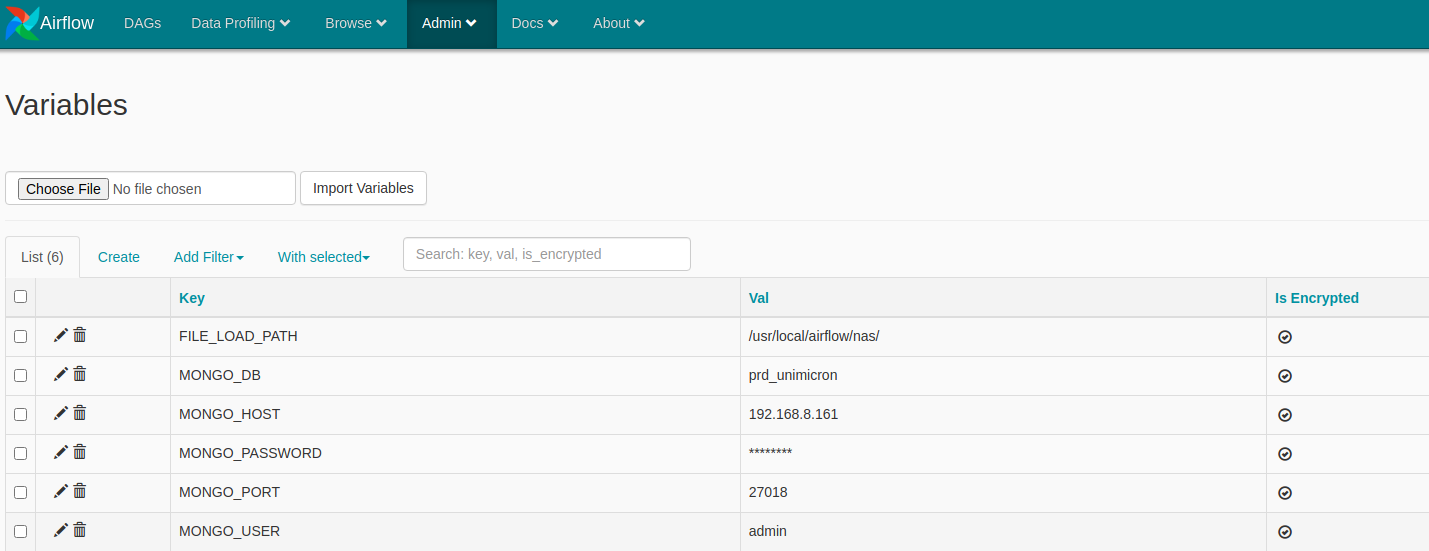 Airflow DAGs Data Profiling Browse Admin Docs About
Variables
Choose File No file chosen Import Variables
List (6) Create Add Filter With selected Search: key, val, is_encrypted
Key Val Is Encrypted
FILE_LOAD_PATH /usr/local/airflow/nas/
MONGO_DB prd_unimicron
MONGO_HOST 192.168.8.161
MONGO_PASSWORD ********
MONGO_PORT 27018
MONGO_USER admin